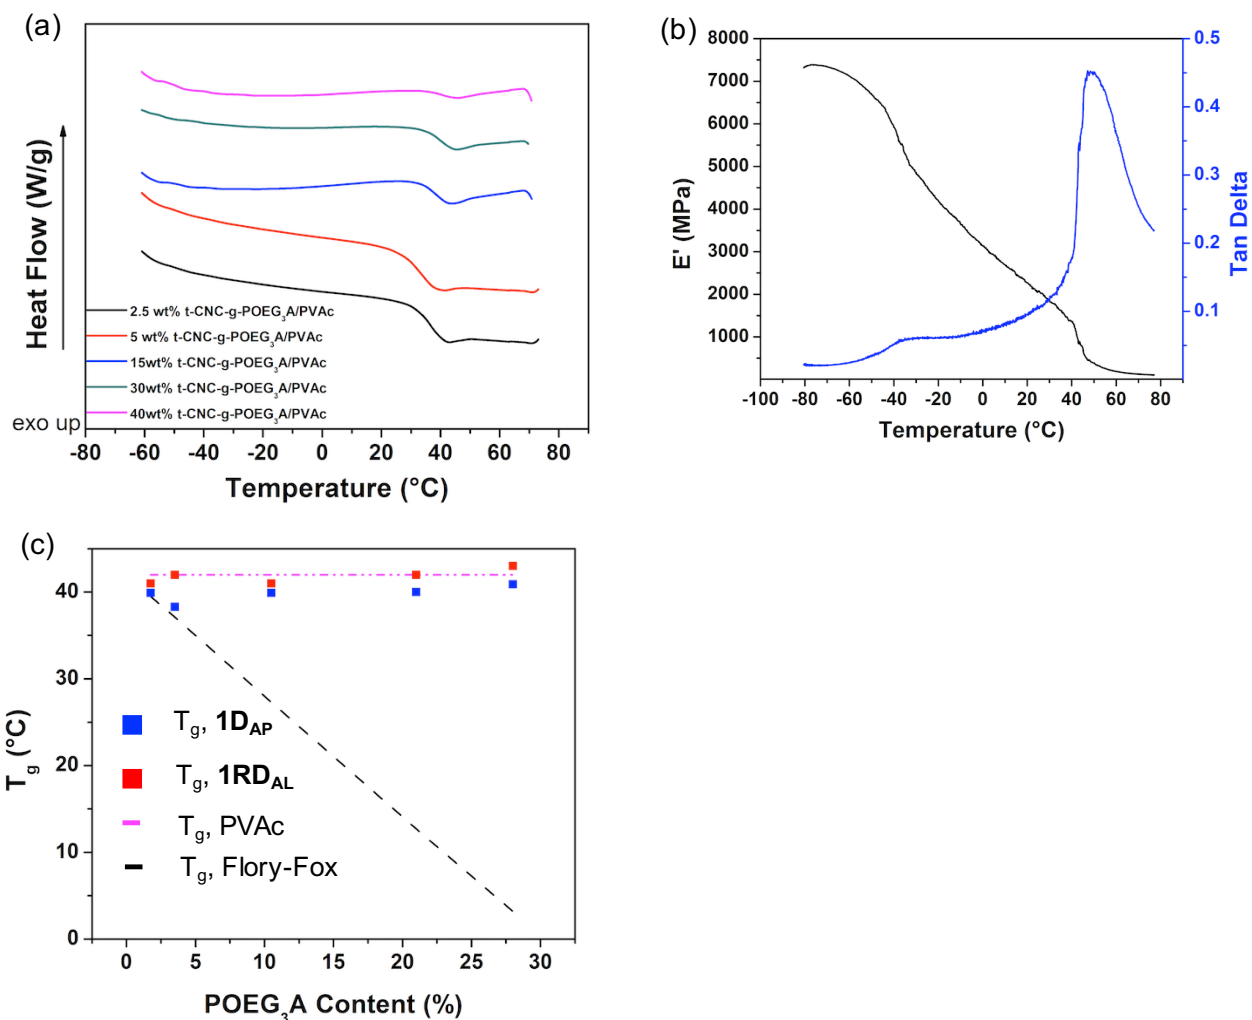 (a)
Heat Flow (W/g)
2.5 wt% t-CNC-g-POEG₃A/PVAc
5 wt% t-CNC-g-POEG₃A/PVAc
15wt% t-CNC-g-POEG₃A/PVAc
30wt% t-CNC-g-POEG₃A/PVAc
40wt% t-CNC-g-POEG₃A/PVAc
exo up
-80 -60 -40 -20 0 20 40 60 80
Temperature (°C)
(b)
8000
7000
6000
5000
4000
3000
2000
1000
E' (MPa)
0.5
0.4
0.3
0.2
0.1
Tan Delta
-100 -80 -60 -40 -20 0 20 40 60 80
Temperature (°C)
(c)
40
30
20
10
0
Tg (°C)
Tg, 1D_AP
Tg, 1RD_AL
Tg, PVAc
Tg, Flory-Fox
0 5 10 15 20 25 30
POEG₃A Content (%)